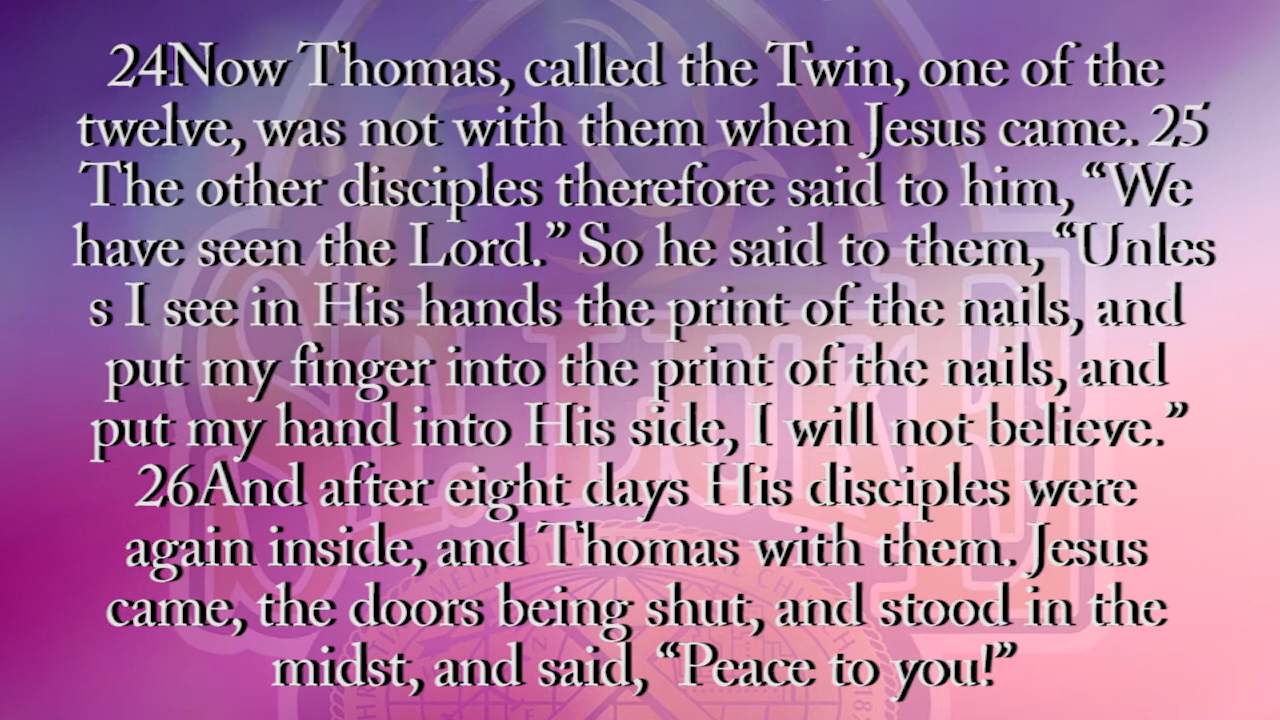 24Now Thomas, called the Twin, one of the
twelve, was not with them when Jesus came. 25
The other disciples therefore said to him, “We
have seen the Lord.” So he said to them, “Unles
s I see in His hands the print of the nails, and
put my finger into the print of the nails, and
put my hand into His side, I will not believe.”
26And after eight days His disciples were
again inside, and Thomas with them. Jesus
came, the doors being shut, and stood in the
midst, and said, “Peace to you!”
ST. LUKE